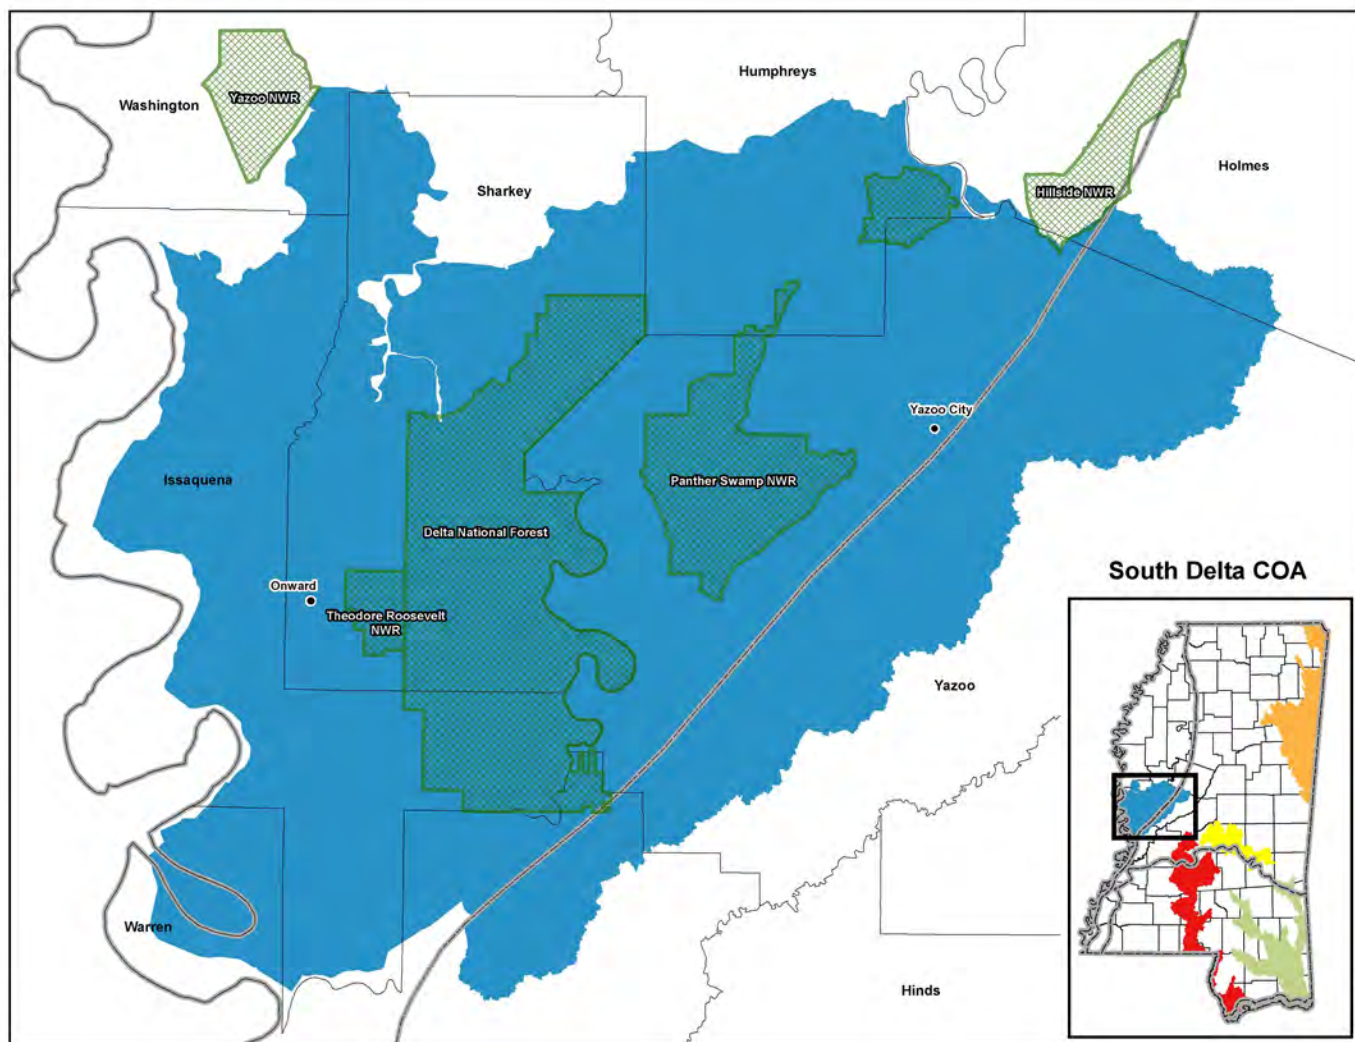 Humphreys
Washington
Yazoo NWR
Holmes
Sharkey
Hillside NWR
Yazoo City
Issaquena
Panther Swamp NWR
Delta National Forest
Onward
Theodore Roosevelt
NWR
South Delta COA
Yazoo
Warren
Hinds